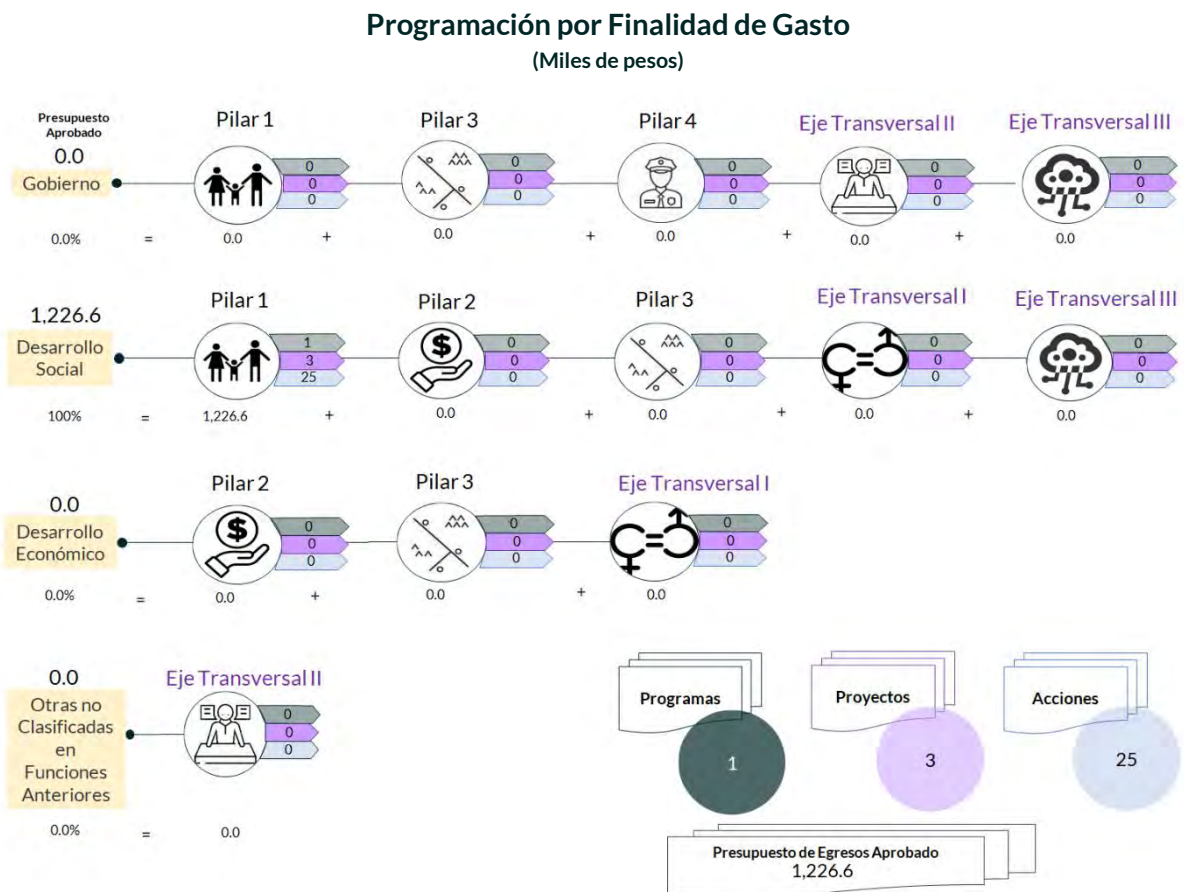 Programación por Finalidad de Gasto
(Miles de pesos)
Presupuesto
Aprobado
0.0
Gobierno
Pilar 1
0
0
0
Pilar 3
0
0
0
Pilar 4
0
0
0
Eje Transversal II
0
0
0
Eje Transversal III
0
0
0
0.0% = 0.0 + 0.0 + 0.0 + 0.0 + 0.0
1,226.6
Desarrollo
Social
Pilar 1
1
3
25
Pilar 2
$
0
0
0
Pilar 3
0
0
0
Eje Transversal I
0
0
0
Eje Transversal III
0
0
0
100% = 1,226.6 + 0.0 + 0.0 + 0.0 + 0.0
0.0
Desarrollo
Económico
Pilar 2
$
0
0
0
Pilar 3
0
0
0
Eje Transversal I
0
0
0
0.0% = 0.0 + 0.0 + 0.0
0.0
Otras no
Clasificadas
en
Funciones
Anteriores
Eje Transversal II
0
0
0
0.0% = 0.0
Programas
1
Proyectos
3
Acciones
25
Presupuesto de Egresos Aprobado
1,226.6